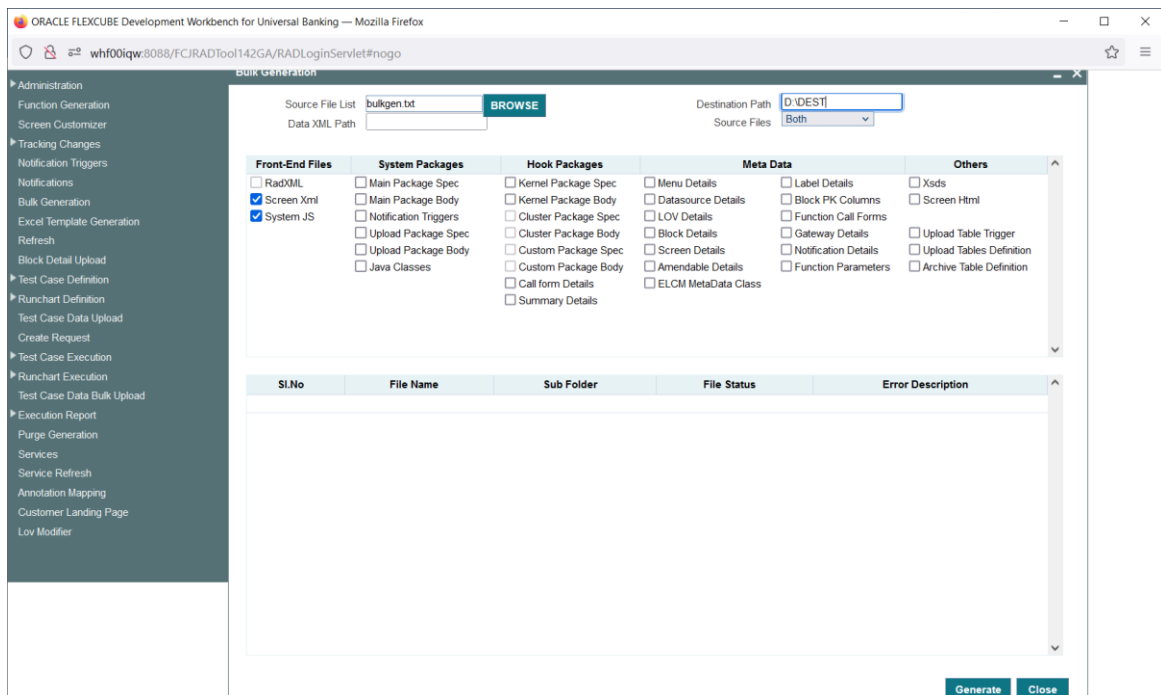 ORACLE FLEXCUBE Development Workbench for Universal Banking — Mozilla Firefox
whf00iqw:8088/FCJRADTool142GA/RADLoginServlet#nogo
Administration
Function Generation
Screen Customizer
Tracking Changes
Notification Triggers
Notifications
Bulk Generation
Excel Template Generation
Refresh
Block Detail Upload
Test Case Definition
Runchart Definition
Test Case Data Upload
Create Request
Test Case Execution
Runchart Execution
Test Case Data Bulk Upload
Execution Report
Purge Generation
Services
Service Refresh
Annotation Mapping
Customer Landing Page
Lov Modifier
Bulk Generation
Source File List bulkgen.txt BROWSE Destination Path D:\DEST
Data XML Path Source Files Both
Front-End Files System Packages Hook Packages Meta Data Others
RadXML Main Package Spec Kernel Package Spec Menu Details Label Details Xsds
Screen Xml Main Package Body Kernel Package Body Datasource Details Block PK Columns Screen Html
System JS Notification Triggers Cluster Package Spec LOV Details Function Call Forms
Upload Package Spec Cluster Package Body Block Details Gateway Details Upload Table Trigger
Upload Package Body Custom Package Spec Screen Details Notification Details Upload Tables Definition
Java Classes Custom Package Body Amendable Details Function Parameters Archive Table Definition
Call form Details ELCM MetaData Class
Summary Details
Sl.No File Name Sub Folder File Status Error Description
Generate Close